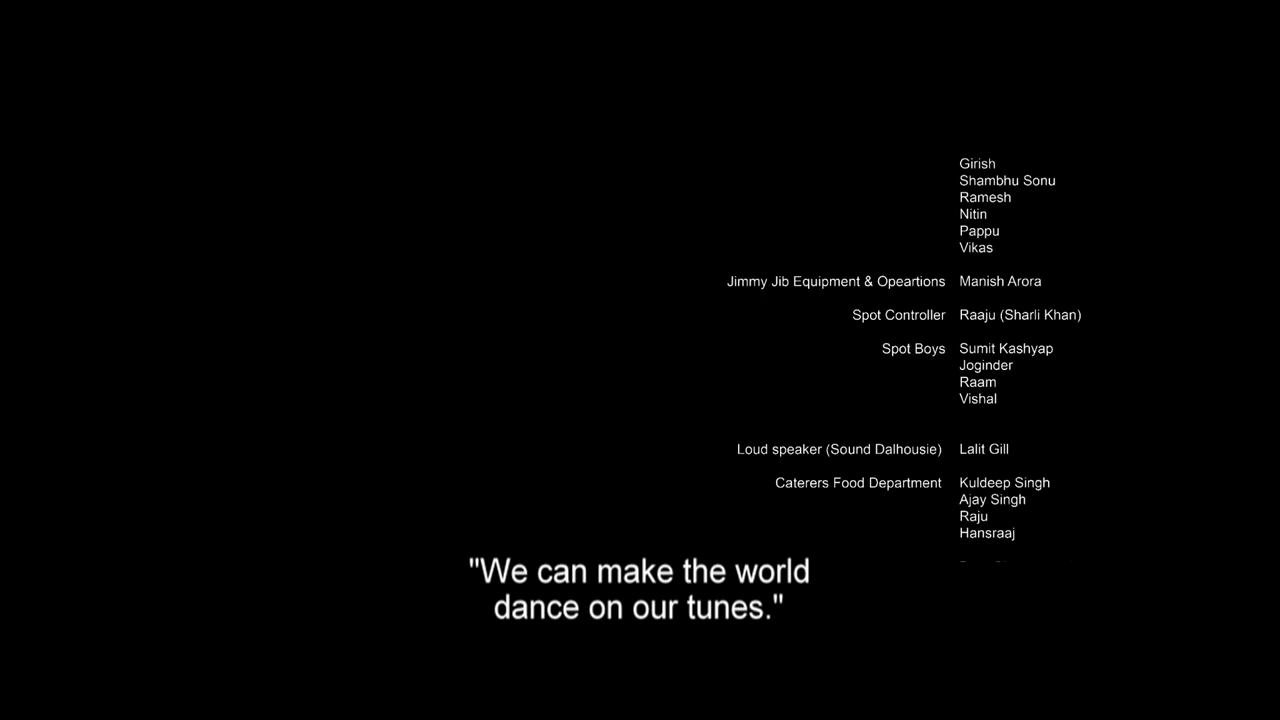 Girish
Shambhu Sonu
Ramesh
Nitin
Pappu
Vikas
Jimmy Jib Equipment & Opeartions Manish Arora
Spot Controller Raaju (Sharli Khan)
Spot Boys Sumit Kashyap
Joginder
Raam
Vishal
Loud speaker (Sound Dalhousie) Lalit Gill
Caterers Food Department Kuldeep Singh
Ajay Singh
Raju
Hansraaj
"We can make the world
dance on our tunes."